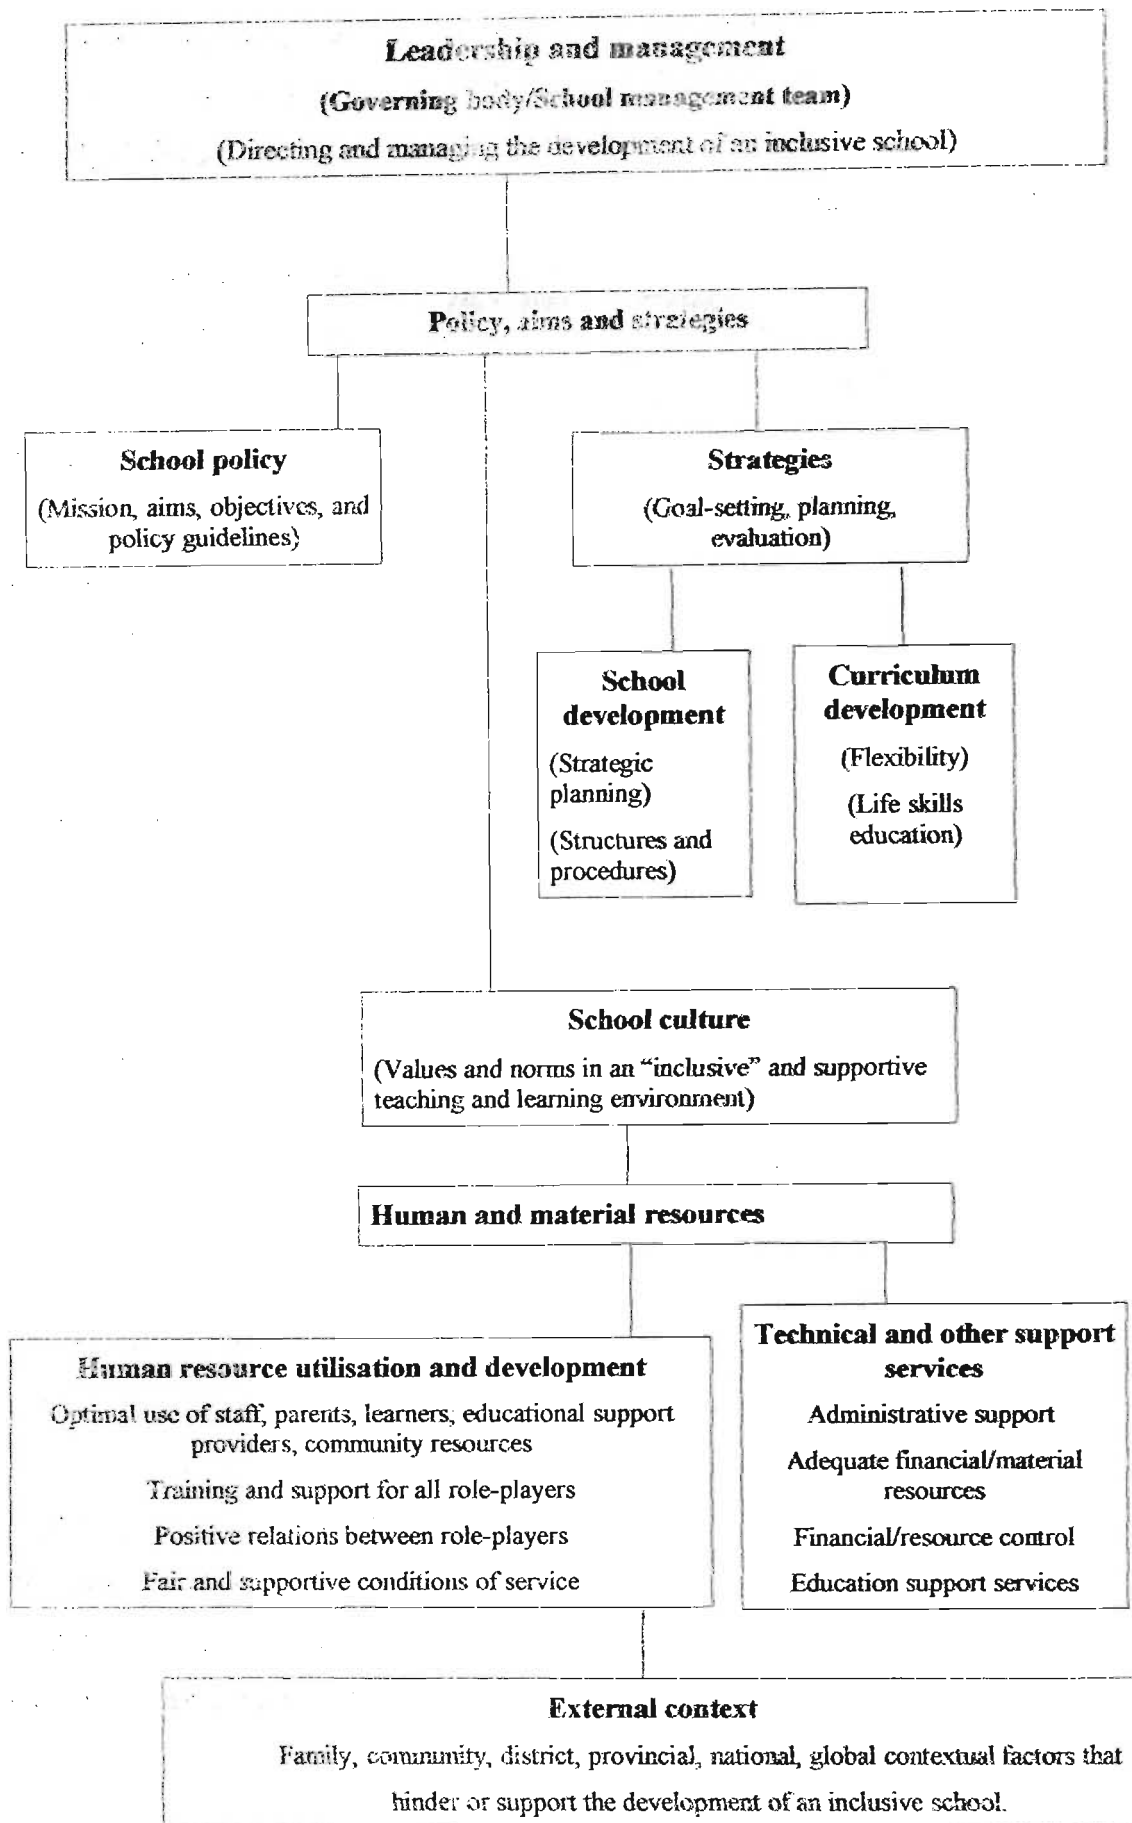 Leadership and management
(Governing body/School management team)
(Directing and managing the development of an inclusive school)
Policy, aims and strategies
School policy
(Mission, aims, objectives, and
policy guidelines)
Strategies
(Goal-setting, planning,
evaluation)
School
development
(Strategic
planning)
(Structures and
procedures)
Curriculum
development
(Flexibility)
(Life skills
education)
School culture
(Values and norms in an “inclusive” and supportive
teaching and learning environment)
Human and material resources
Human resource utilisation and development
Optimal use of staff, parents, learners, educational support
providers, community resources
Training and support for all role-players
Positive relations between role-players
Fair and supportive conditions of service
Technical and other support
services
Administrative support
Adequate financial/material
resources
Financial/resource control
Education support services
External context
Family, community, district, provincial, national, global contextual factors that
hinder or support the development of an inclusive school.